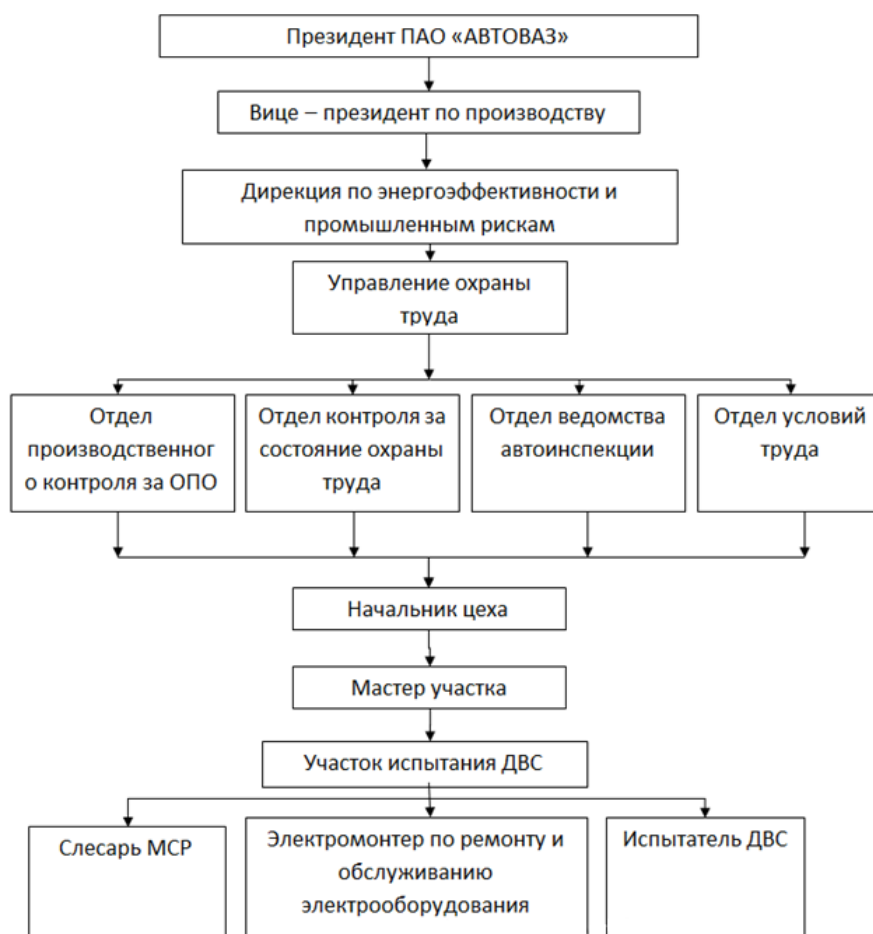 Президент ПАО «АВТОВАЗ»
Вице – президент по производству
Дирекция по энергоэффективности и
промышленным рискам
Управление охраны
труда
Отдел
производственног
о контроля за ОПО
Отдел контроля за
состояние охраны
труда
Отдел ведомства
автоинспекции
Отдел условий
труда
Начальник цеха
Мастер участка
Участок испытания ДВС
Слесарь МСР
Электромонтер по ремонту и
обслуживанию
электрооборудования
Испытатель ДВС